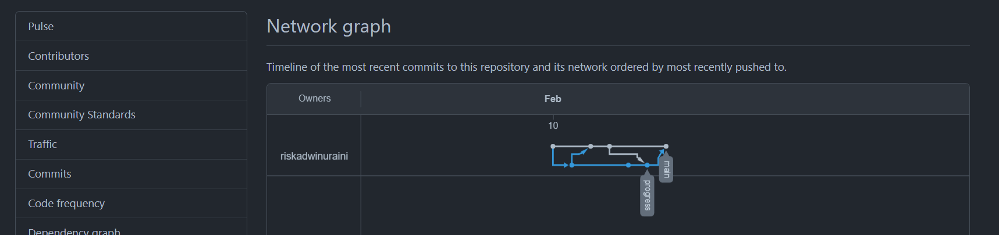 Pulse
Contributors
Community
Community Standards
Traffic
Commits
Code frequency
Dependency graph
Network graph
Timeline of the most recent commits to this repository and its network ordered by most recently pushed to.
Owners
Feb
10
riskadwinuraini
main
progress